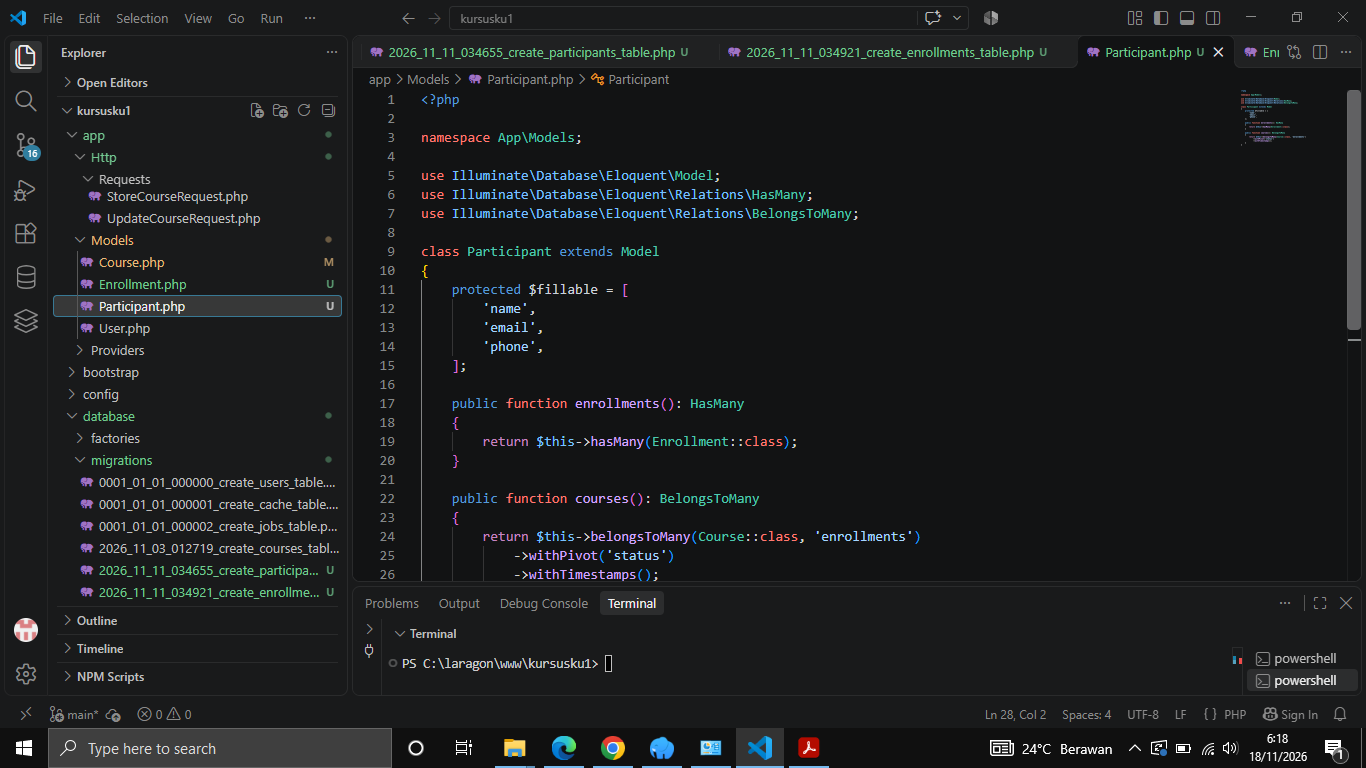 File Edit Selection View Go Run ··· kursusku1
Explorer ···
Open Editors
kursusku1
app
Http
Requests
StoreCourseRequest.php
UpdateCourseRequest.php
Models
Course.php M
Enrollment.php U
Participant.php U
User.php
Providers
bootstrap
config
database
factories
migrations
0001_01_01_000000_create_users_table....
0001_01_01_000001_create_cache_table....
0001_01_01_000002_create_jobs_table.p...
2026_11_03_012719_create_courses_tabl...
2026_11_11_034655_create_participa... U
2026_11_11_034921_create_enrollme... U
Outline
Timeline
NPM Scripts
16
2026_11_11_034655_create_participants_table.php U 2026_11_11_034921_create_enrollments_table.php U Participant.php U Enr ···
app > Models > Participant.php > Participant
1 <?php
2
3 namespace App\Models;
4
5 use Illuminate\Database\Eloquent\Model;
6 use Illuminate\Database\Eloquent\Relations\HasMany;
7 use Illuminate\Database\Eloquent\Relations\BelongsToMany;
8
9 class Participant extends Model
10 {
11     protected $fillable = [
12         'name',
13         'email',
14         'phone',
15     ];
16
17     public function enrollments(): HasMany
18     {
19         return $this->hasMany(Enrollment::class);
20     }
21
22     public function courses(): BelongsToMany
23     {
24         return $this->belongsToMany(Course::class, 'enrollments')
25             ->withPivot('status')
26             ->withTimestamps();
Problems Output Debug Console Terminal ···
Terminal
PS C:\laragon\www\kursusku1>
powershell
powershell
main* 0 0 Ln 28, Col 2 Spaces: 4 UTF-8 LF { } PHP Sign In
Type here to search 24°C Berawan 6:18
18/11/2026
1